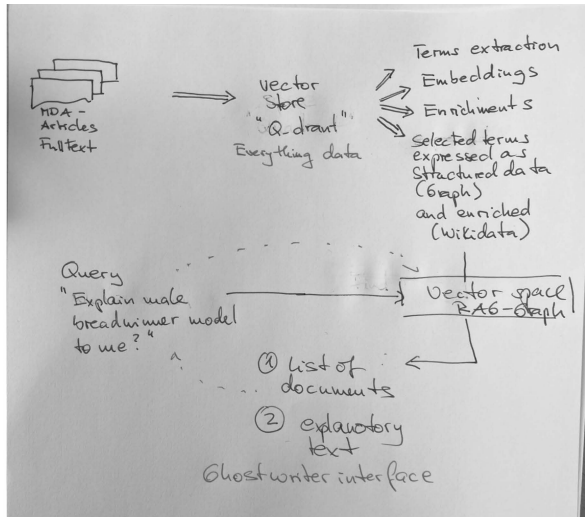 MDA -
Articles
Fulltext
Vector
Store
"Q-drant"
Everything data
Terms extraction
Embeddings
Enrichments
Selected terms
expressed as
structured data
(Graph)
and enriched
(Wikidata)
Query
"Explain male
breadwinner model
to me?"
Vector space
RAG-Graph
① list of
documents
② explanatory
text
Ghostwriter interface